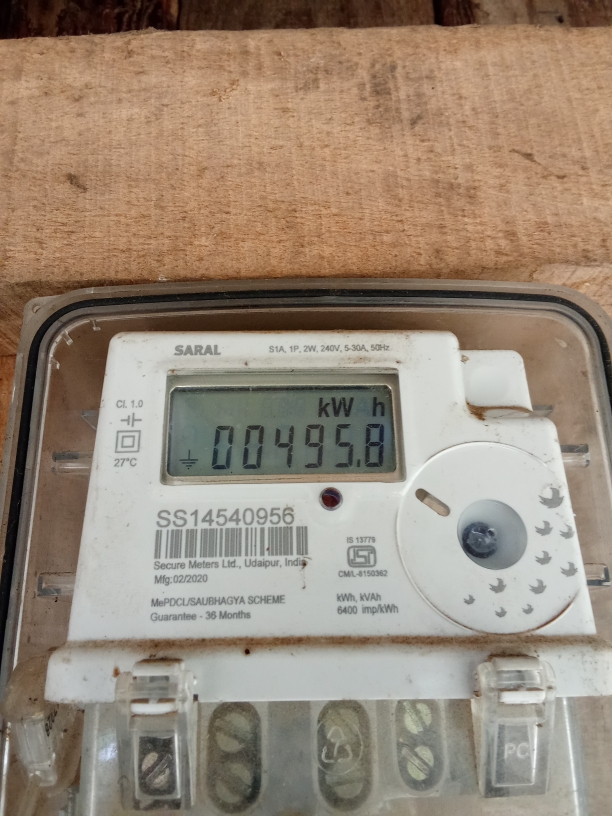 SARAL
S1A, 1P, 2W, 240V, 5-30A, 50Hz
Cl. 1.0
27°C
kW h
00495.8
SS14540956
Secure Meters Ltd., Udaipur, India
Mfg:02/2020
IS 13779
CM/L-8150362
MePDCL/SAUBHAGYA SCHEME
Guarantee - 36 Months
kWh, kVAh
6400 imp/kWh
PC